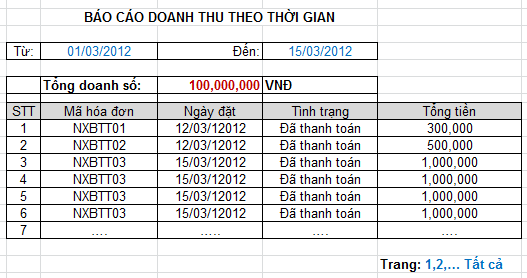 BÁO CÁO DOANH THU THEO THỜI GIAN
Từ: 01/03/2012 Đến: 15/03/2012
Tổng doanh số: 100,000,000 VNĐ
STT Mã hóa đơn Ngày đặt Tình trạng Tổng tiền
1 NXBTT01 12/03/12012 Đã thanh toán 300,000
2 NXBTT02 12/03/12012 Đã thanh toán 500,000
3 NXBTT03 15/03/12012 Đã thanh toán 1,000,000
4 NXBTT03 15/03/12012 Đã thanh toán 1,000,000
5 NXBTT03 15/03/12012 Đã thanh toán 1,000,000
6 NXBTT03 15/03/12012 Đã thanh toán 1,000,000
7 …. ….. …. ….
Trang: 1,2,… Tất cả